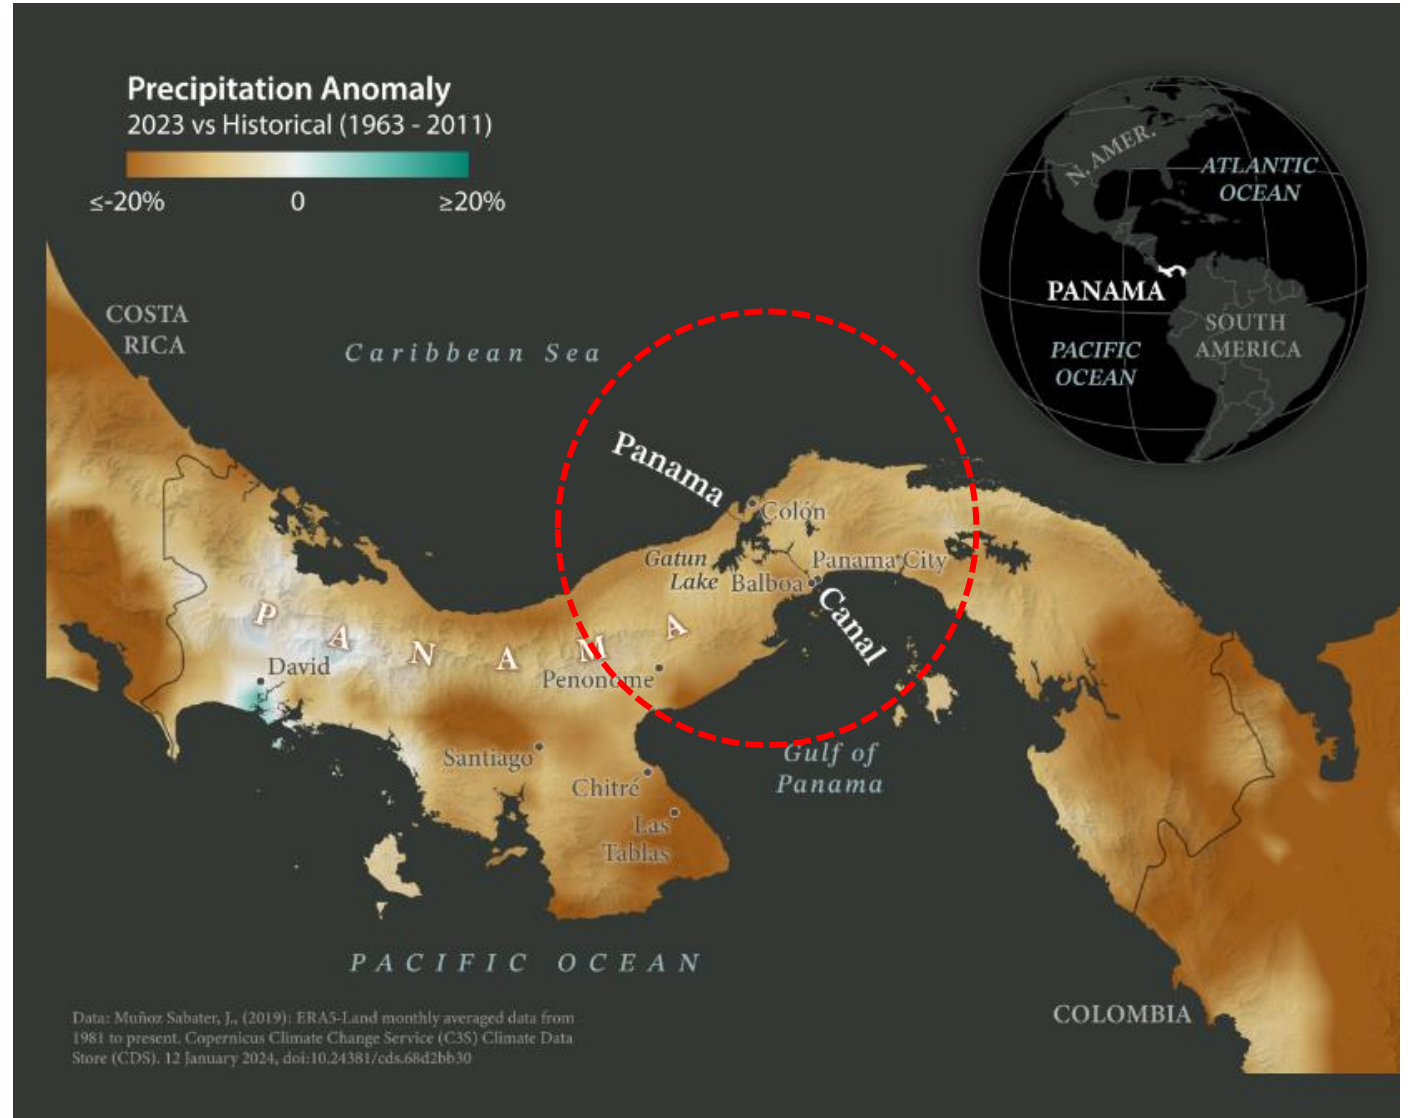 Precipitation Anomaly
2023 vs Historical (1963 - 2011)
≤-20%
0
≥20%
N. AMER.
ATLANTIC
OCEAN
PANAMA
PACIFIC
OCEAN
SOUTH
AMERICA
COSTA
RICA
Caribbean Sea
Panama
Colón
Gatun
Lake
Panama City
Balboa
Canal
PANAMA
David
Penonome
Santiago
Chitré
Las
Tablas
Gulf of
Panama
PACIFIC OCEAN
COLOMBIA
Data: Muñoz Sabater, J., (2019): ERA5-Land monthly averaged data from
1981 to present. Copernicus Climate Change Service (C3S) Climate Data
Store (CDS). 12 January 2024, doi:10.24381/cds.68d2bb30